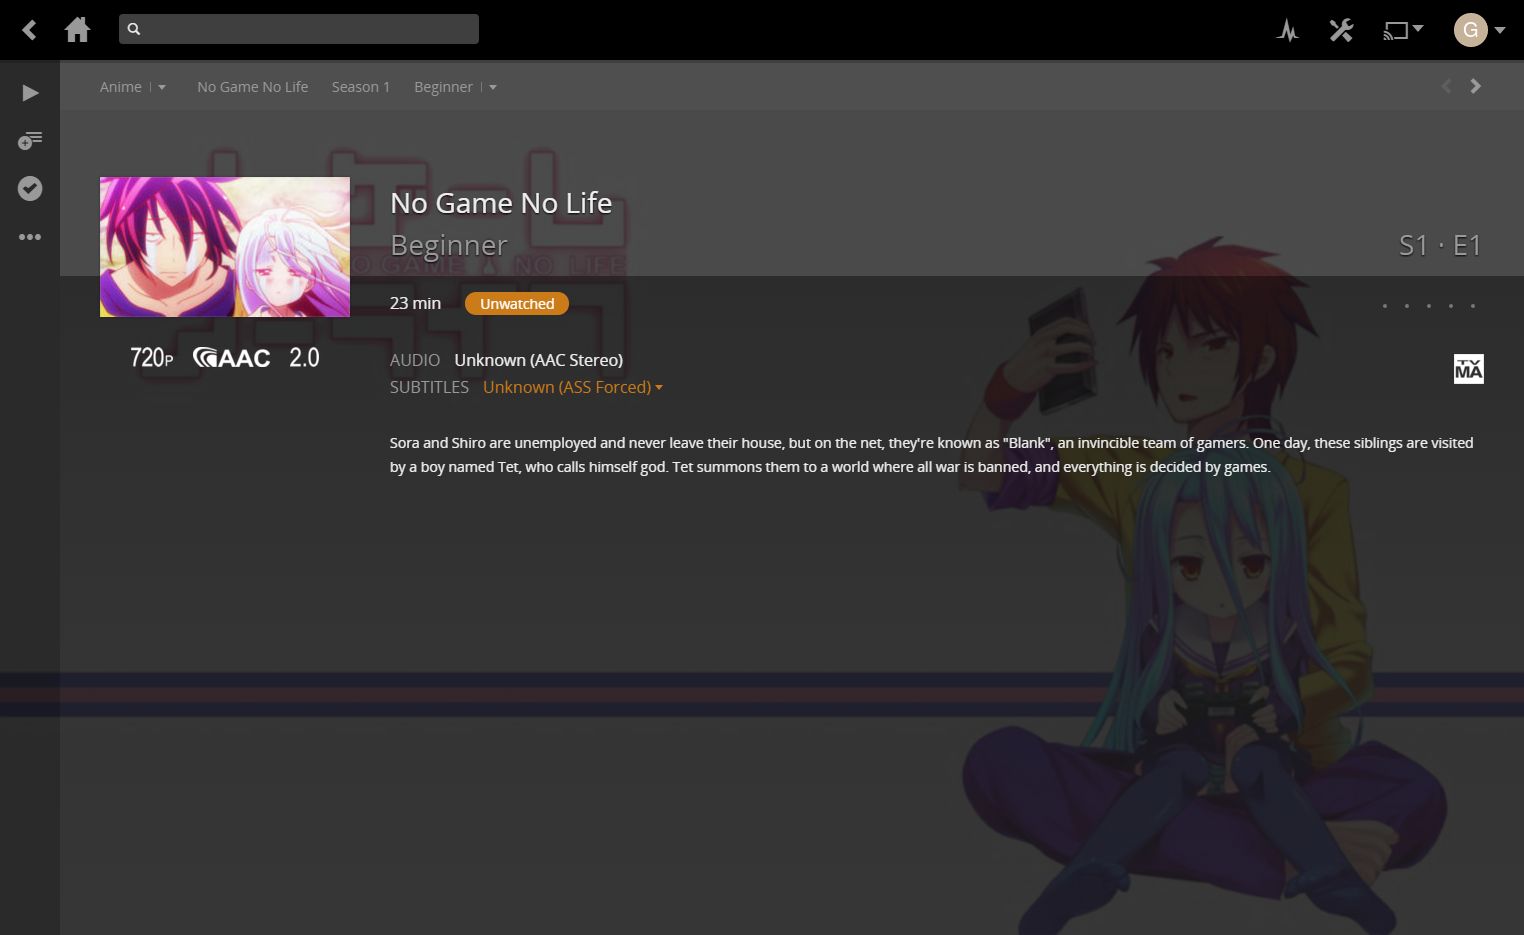 G
Anime
No Game No Life
Season 1
Beginner
No Game No Life
Beginner
S1 · E1
NO GAME NO LIFE
23 min
Unwatched
720P
AAC
2.0
AUDIO Unknown (AAC Stereo)
SUBTITLES Unknown (ASS Forced)
TV
MA
Sora and Shiro are unemployed and never leave their house, but on the net, they're known as "Blank", an invincible team of gamers. One day, these siblings are visited
by a boy named Tet, who calls himself god. Tet summons them to a world where all war is banned, and everything is decided by games.